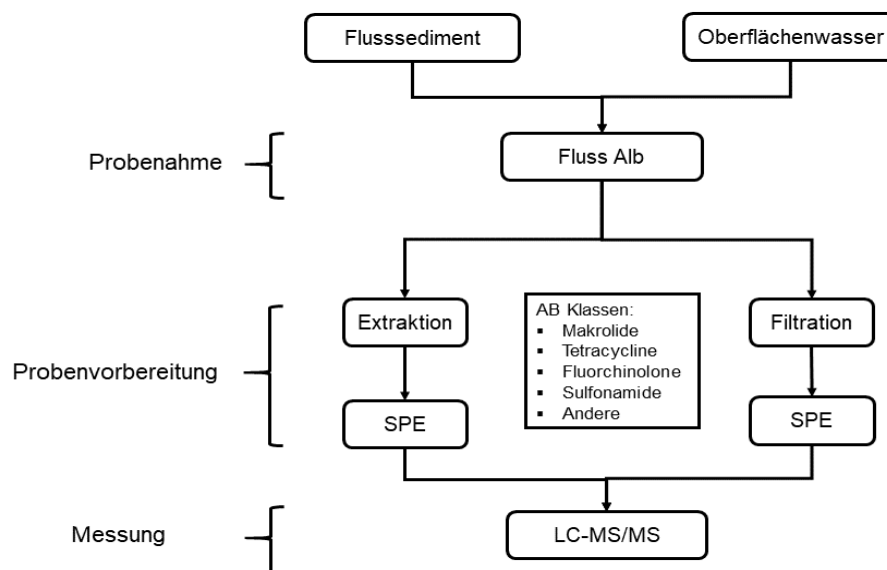 Flusssediment
Oberflächenwasser
Probenahme
Fluss Alb
Extraktion
AB Klassen:
▪ Makrolide
▪ Tetracycline
▪ Fluorchinolone
▪ Sulfonamide
▪ Andere
Filtration
Probenvorbereitung
SPE
SPE
Messung
LC-MS/MS